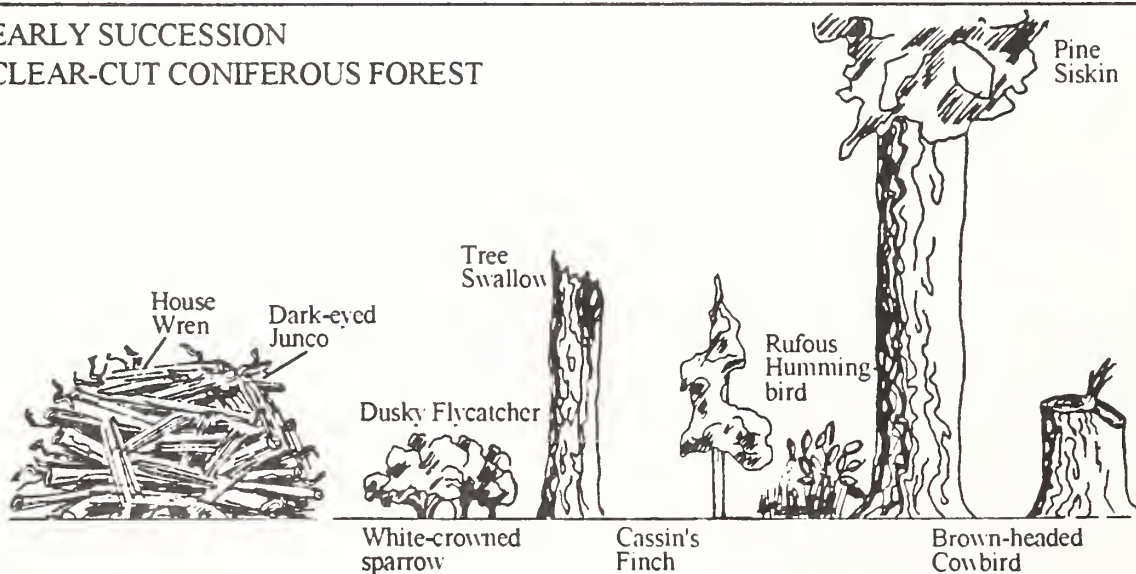 EARLY SUCCESSION
CLEAR-CUT CONIFEROUS FOREST
Pine
Siskin
Tree
Swallow
House
Wren
Dark-eyed
Junco
Rufous
Humming
bird
Dusky Flycatcher
White-crowned
sparrow
Cassin's
Finch
Brown-headed
Cowbird